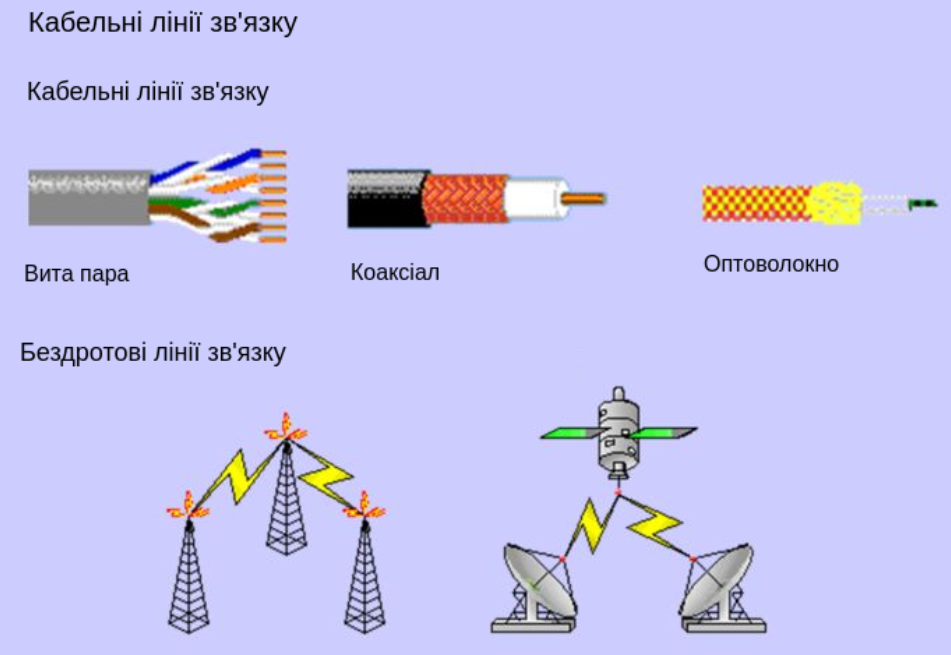 Кабельні лінії зв'язку
Кабельні лінії зв'язку
Вита пара
Коаксіал
Оптоволокно
Бездротові лінії зв'язку